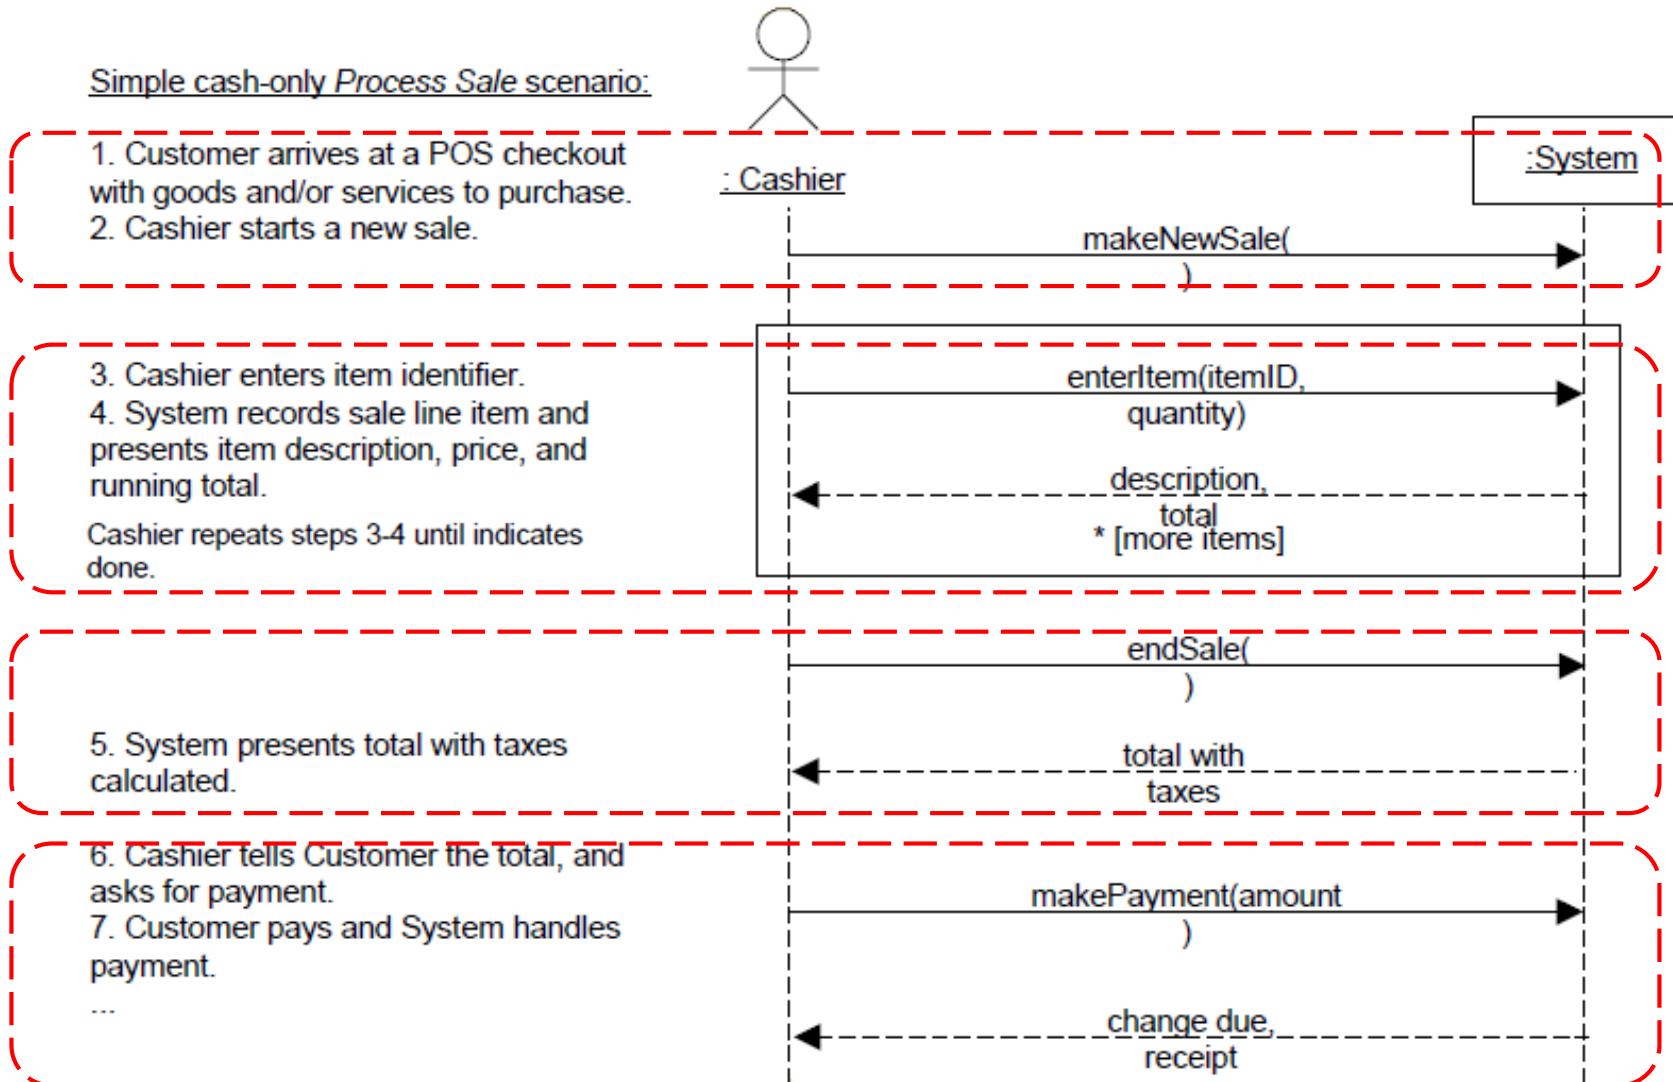 Simple cash-only Process Sale scenario:
1. Customer arrives at a POS checkout
with goods and/or services to purchase.
2. Cashier starts a new sale.
: Cashier
:System
makeNewSale(
)
3. Cashier enters item identifier.
4. System records sale line item and
presents item description, price, and
running total.
Cashier repeats steps 3-4 until indicates
done.
enterItem(itemID,
quantity)
description,
total
* [more items]
endSale(
)
5. System presents total with taxes
calculated.
total with
taxes
6. Cashier tells Customer the total, and
asks for payment.
7. Customer pays and System handles
payment.
...
makePayment(amount
)
change due,
receipt